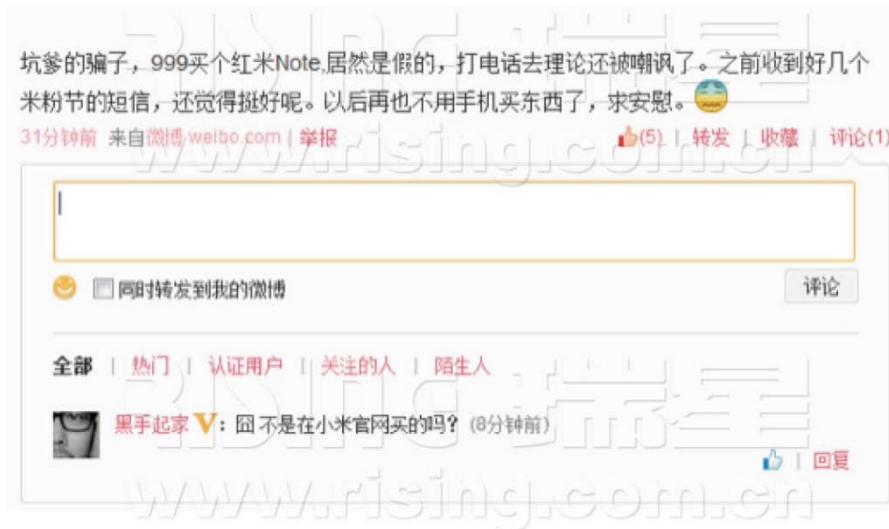 RISING 瑞星
坑爹的骗子，999买个红米Note,居然是假的，打电话去理论还被嘲讽了。之前收到好几个
米粉节的短信，还觉得挺好呢。以后再也不用手机买东西了，求安慰。
31分钟前 来自微博 weibo.com | 举报 (5) | 转发 | 收藏 | 评论(1)
www.rising.com.cn
同时转发到我的微博 评论
全部 | 热门 | 认证用户 | 关注的人 | 陌生人
RISING 瑞星
黑手起家 V：囧 不是在小米官网买的吗？ (8分钟前)
| 回复
www.rising.com.cn